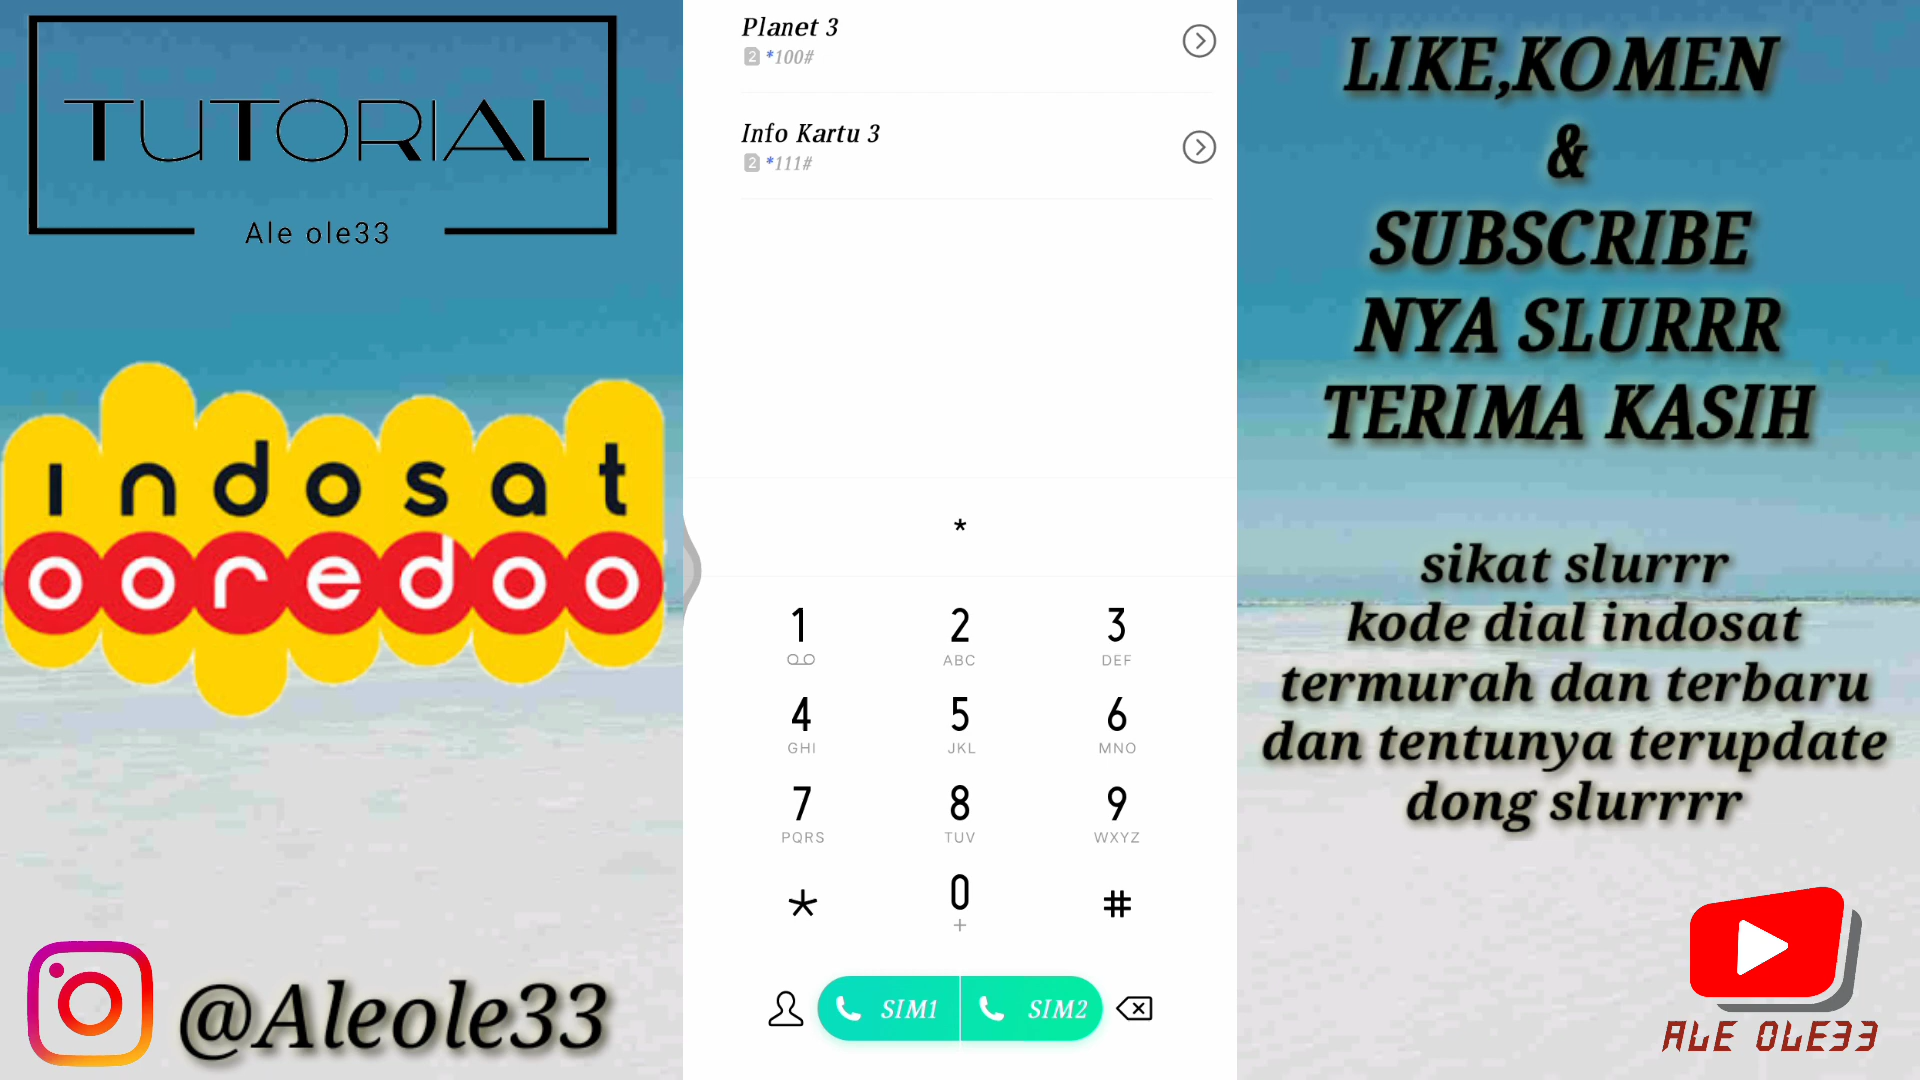 TUTORIAL
Ale ole33
indosat
ooredoo
@Aleole33
Planet 3
2 *100#
Info Kartu 3
2 *111#
*
1 2 3
ABC DEF
4 5 6
GHI JKL MNO
7 8 9
PQRS TUV WXYZ
* 0 #
+
SIM1 SIM2
LIKE,KOMEN
&
SUBSCRIBE
NYA SLURRR
TERIMA KASIH
sikat slurrr
kode dial indosat
termurah dan terbaru
dan tentunya terupdate
dong slurrrr
ALE OLE33